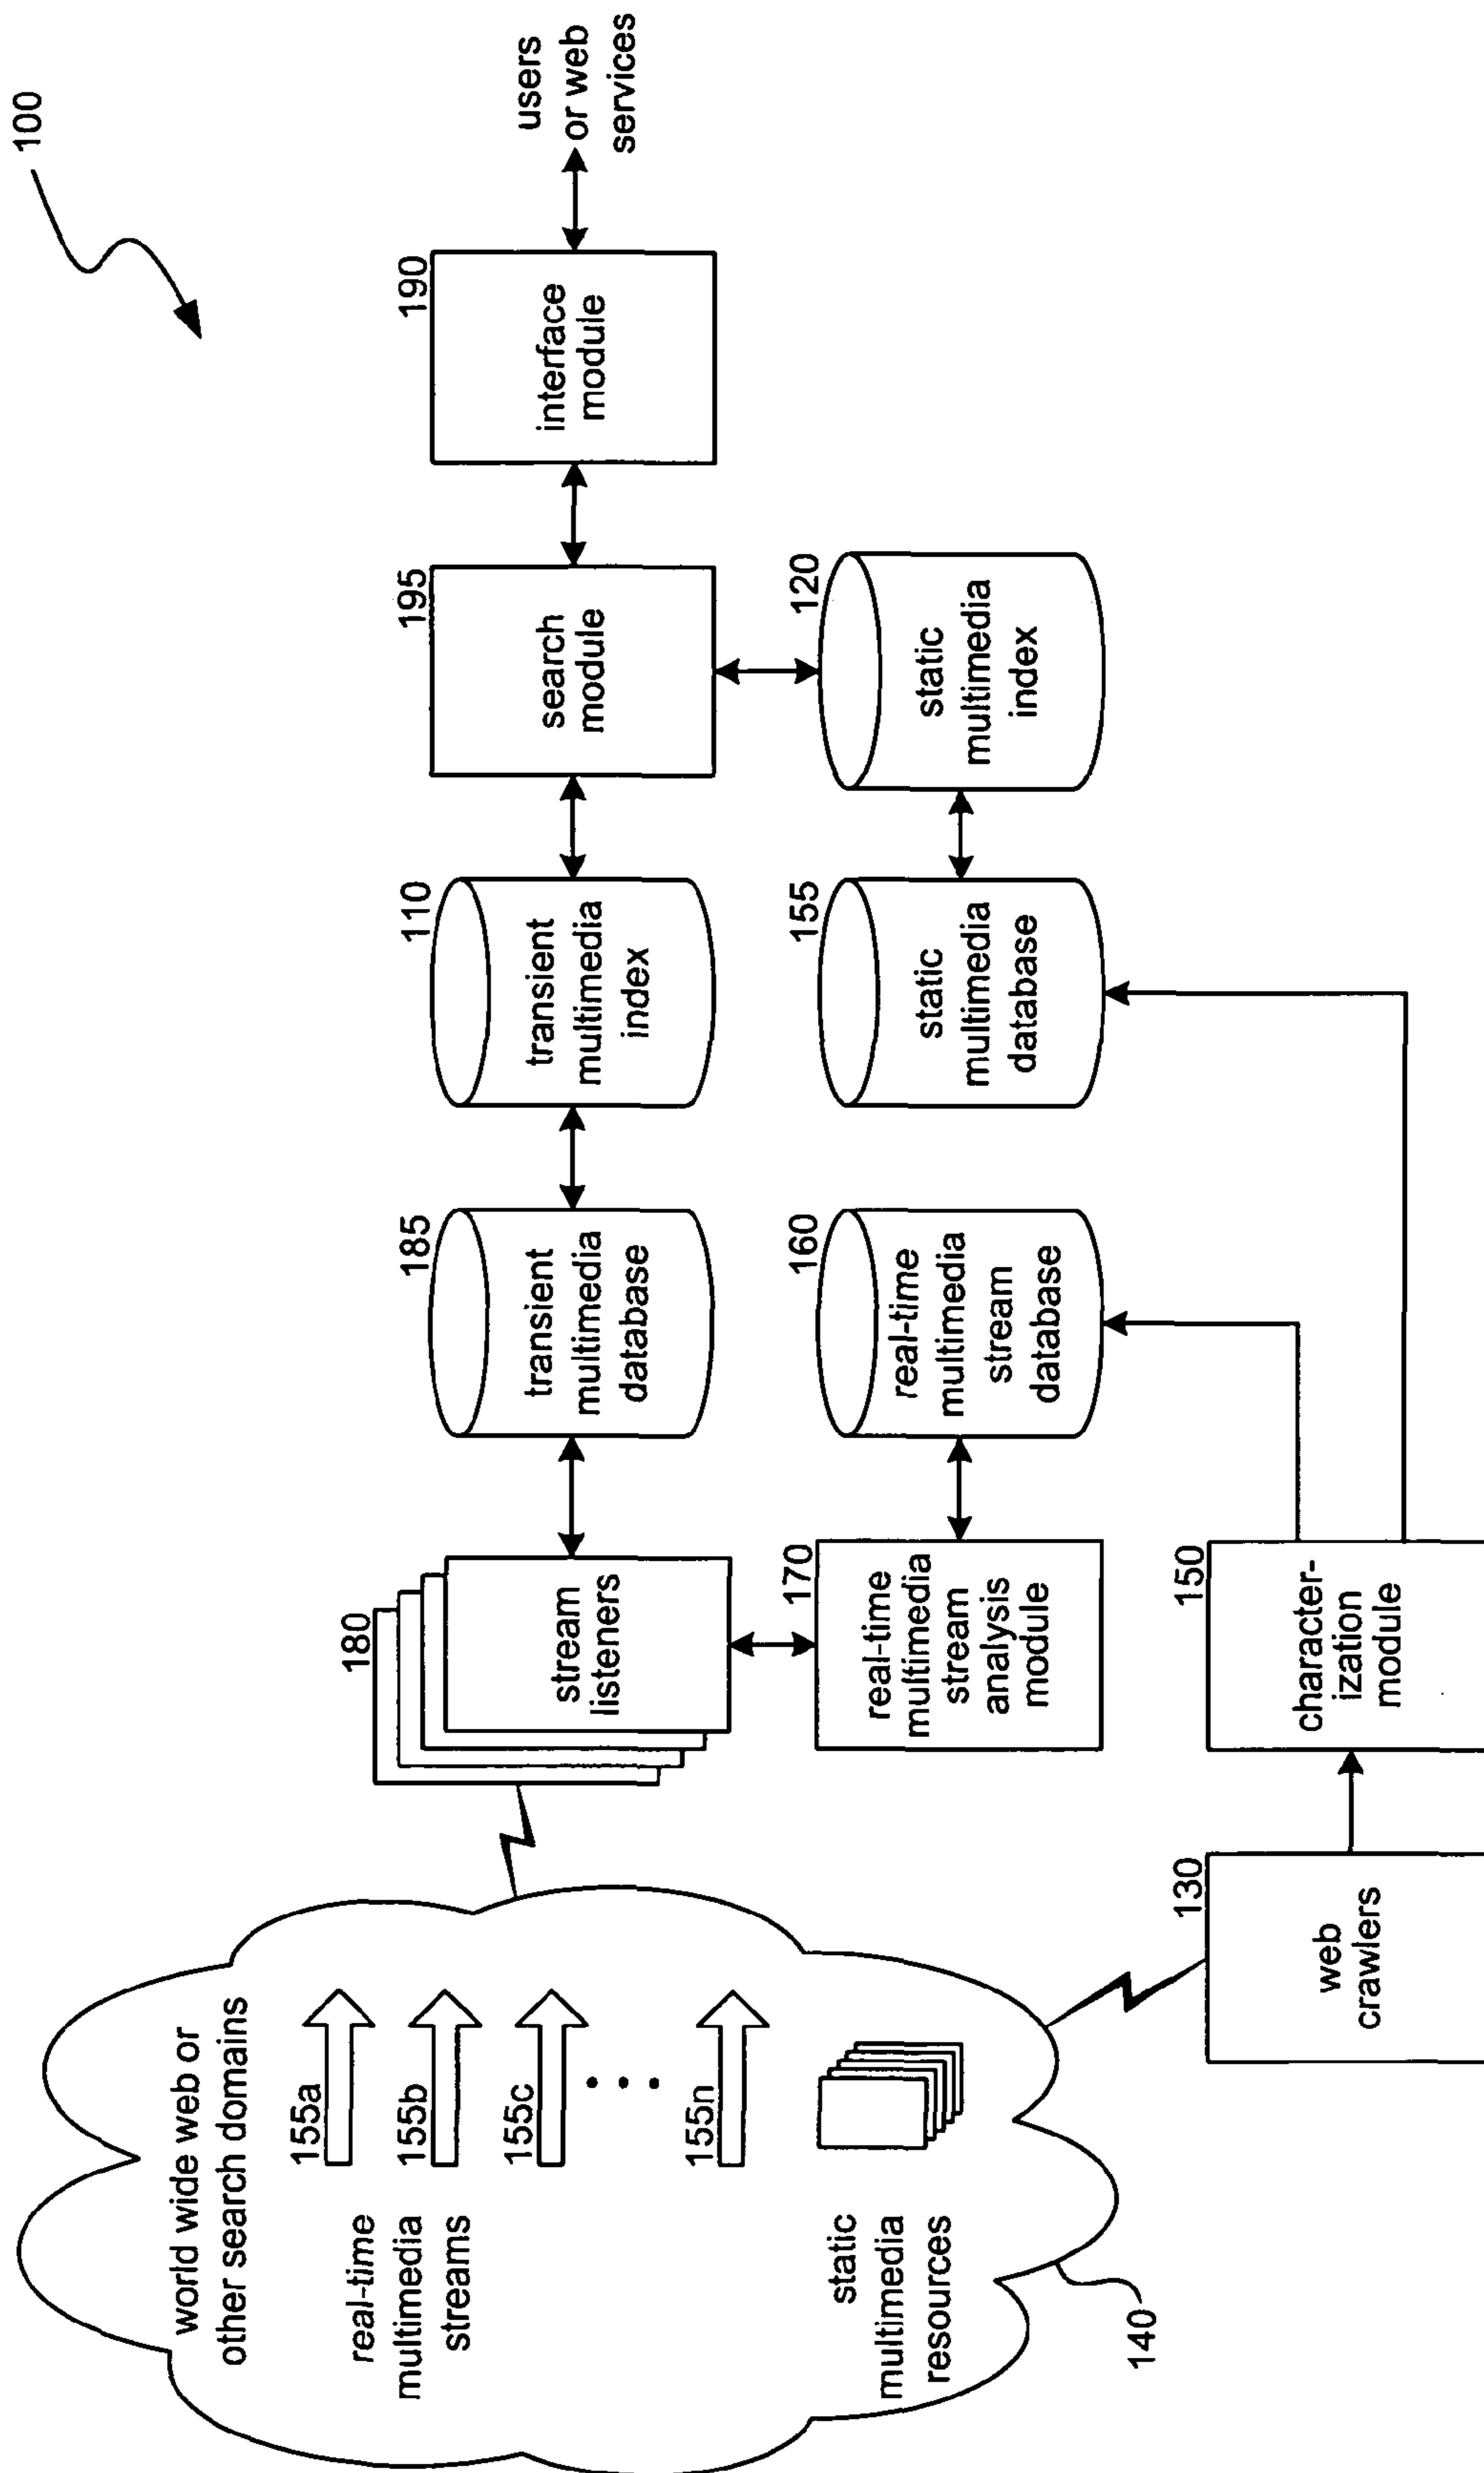 100
world wide web or
other search domains
real-time
multimedia
streams
155a
155b
155c
155n
static
multimedia
resources
140
180
stream
listeners
185
transient
multimedia
database
110
transient
multimedia
index
195
search
module
190
interface
module
users
or web
services
170
real-time
multimedia
stream
analysis
module
160
real-time
multimedia
stream
database
155
static
multimedia
database
120
static
multimedia
index
130
web
crawlers
150
character-
ization
module